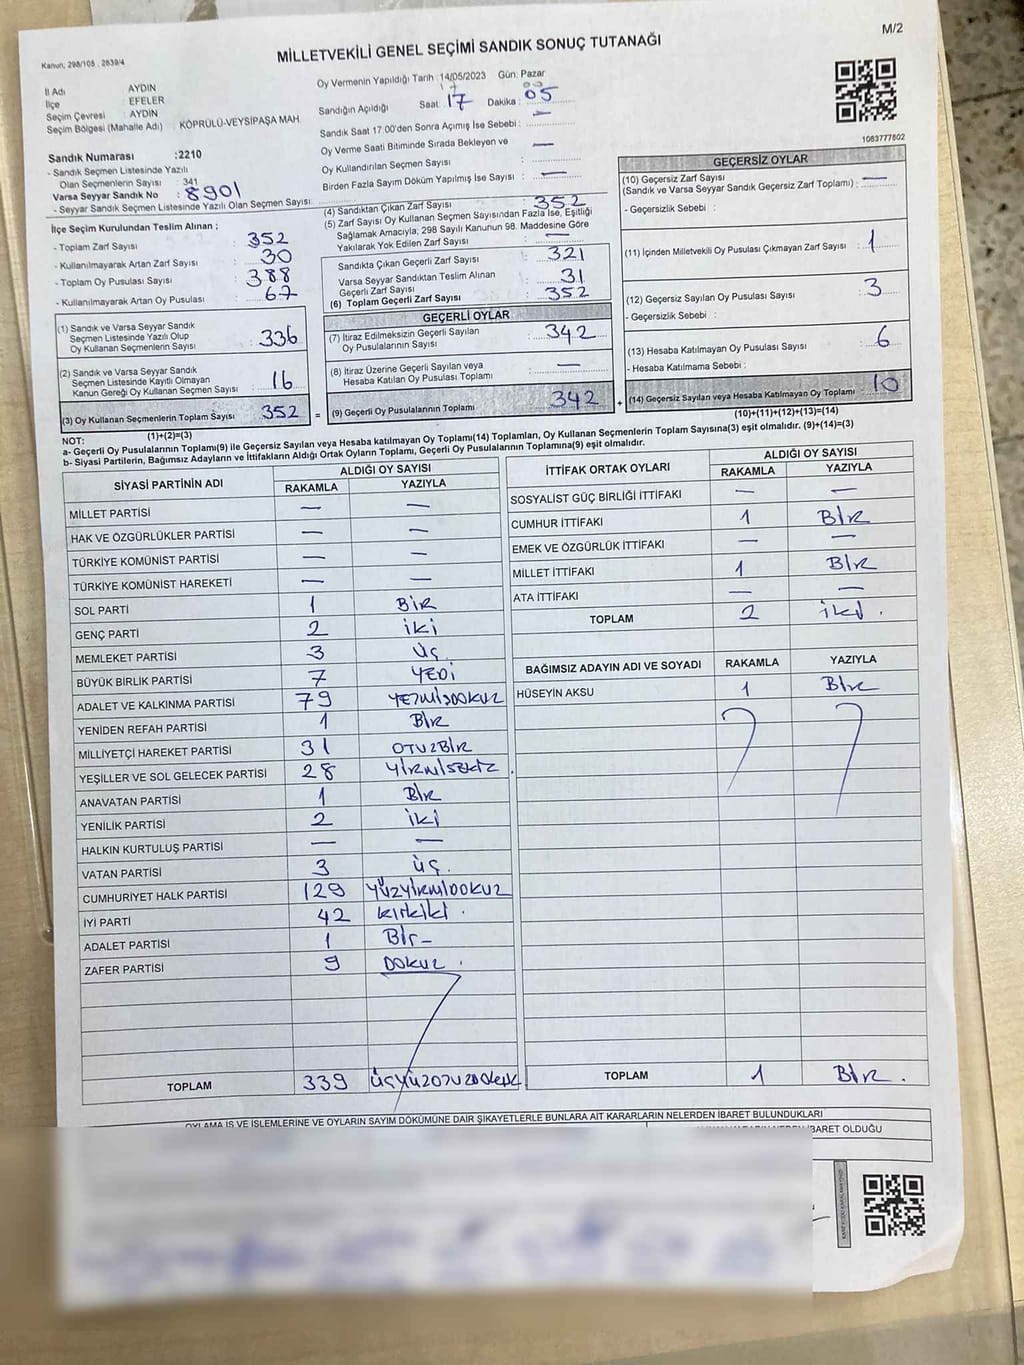 M/2
Kanun; 298/105 , 2839/4
MİLLETVEKİLİ GENEL SEÇİMİ SANDIK SONUÇ TUTANAĞI
İl Adı AYDIN
İlçe : EFELER
Seçim Çevresi : AYDIN
Seçim Bölgesi (Mahalle Adı) : KÖPRÜLÜ-VEYSİPAŞA MAH
Sandık Numarası :2210
- Sandık Seçmen Listesinde Yazılı
Olan Seçmenlerin Sayısı : 341
Varsa Seyyar Sandık No : 8901
- Seyyar Sandık Seçmen Listesinde Yazılı Olan Seçmen Sayısı:
İlçe Seçim Kurulundan Teslim Alınan ;
- Toplam Zarf Sayısı : 352
- Kullanılmayarak Artan Zarf Sayısı : 30
- Toplam Oy Pusulası Sayısı : 388
- Kullanılmayarak Artan Oy Pusulası : 67
Oy Vermenin Yapıldığı Tarih :14/05/2023 Gün: Pazar
Sandığın Açıldığı Saat: 17 Dakika: 05
Sandık Saat 17:00'den Sonra Açımış İse Sebebi : —
Oy Verme Saati Bitiminde Sırada Bekleyen ve
Oy Kullandırılan Seçmen Sayısı —
Birden Fazla Sayım Döküm Yapılmış İse Sayısı : —
(4) Sandıktan Çıkan Zarf Sayısı 352
(5) Zarf Sayısı Oy Kullanan Seçmen Sayısından Fazla İse, Eşitliği
Sağlamak Amacıyla, 298 Sayılı Kanunun 98. Maddesine Göre
Yakılarak Yok Edilen Zarf Sayısı —
Sandıkta Çıkan Geçerli Zarf Sayısı : 321
Varsa Seyyar Sandıktan Teslim Alınan
Geçerli Zarf Sayısı : 31
(6) Toplam Geçerli Zarf Sayısı : 352
1083777802
GEÇERSİZ OYLAR
(10) Geçersiz Zarf Sayısı
(Sandık ve Varsa Seyyar Sandık Geçersiz Zarf Toplamı) : —
- Geçersizlik Sebebi :
(11) İçinden Milletvekili Oy Pusulası Çıkmayan Zarf Sayısı 1
(12) Geçersiz Sayılan Oy Pusulası Sayısı : 3
- Geçersizlik Sebebi :
(13) Hesaba Katılmayan Oy Pusulası Sayısı : 6
- Hesaba Katılmama Sebebi :
(14) Geçersiz Sayılan veya Hesaba Katılmayan Oy Toplamı 10
(10)+(11)+(12)+(13)=(14)
(1) Sandık ve Varsa Seyyar Sandık
Seçmen Listesinde Yazılı Olup
Oy Kullanan Seçmenlerin Sayısı : 336
(2) Sandık ve Varsa Seyyar Sandık
Seçmen Listesinde Kayıtlı Olmayan
Kanun Gereği Oy Kullanan Seçmen Sayısı : 16
(3) Oy Kullanan Seçmenlerin Toplam Sayısı : 352
(1)+(2)=(3)
=
GEÇERLİ OYLAR
(7) İtiraz Edilmeksizin Geçerli Sayılan
Oy Pusulalarının Sayısı : 342
(8) İtiraz Üzerine Geçerli Sayılan veya
Hesaba Katılan Oy Pusulası Toplamı : —
(9) Geçerli Oy Pusulalarının Toplamı : 342
+
NOT:
a- Geçerli Oy Pusulalarının Toplamı(9) ile Geçersiz Sayılan veya Hesaba katılmayan Oy Toplamı(14) Toplamları, Oy Kullanan Seçmenlerin Toplam Sayısına(3) eşit olmalıdır. (9)+(14)=(3)
b- Siyasi Partilerin, Bağımsız Adayların ve İttifakların Aldığı Ortak Oyların Toplamı, Geçerli Oy Pusulalarının Toplamına(9) eşit olmalıdır.
SİYASİ PARTİNİN ADI ALDIĞI OY SAYISI
RAKAMLA YAZIYLA
MİLLET PARTİSİ — —
HAK VE ÖZGÜRLÜKLER PARTİSİ — —
TÜRKİYE KOMÜNİST PARTİSİ — —
TÜRKİYE KOMÜNİST HAREKETİ — —
SOL PARTİ 1 BİR
GENÇ PARTİ 2 iKi
MEMLEKET PARTİSİ 3 ÜÇ
BÜYÜK BİRLİK PARTİSİ 7 YEDİ
ADALET VE KALKINMA PARTİSİ 79 YETMİŞDOKUZ
YENİDEN REFAH PARTİSİ 1 BİR
MİLLİYETÇİ HAREKET PARTİSİ 31 OTUZBİR
YEŞİLLER VE SOL GELECEK PARTİSİ 28 YİRMİSEKİZ
ANAVATAN PARTİSİ 1 BİR
YENİLİK PARTİSİ 2 iKi
HALKIN KURTULUŞ PARTİSİ — —
VATAN PARTİSİ 3 ÜÇ.
CUMHURİYET HALK PARTİSİ 129 YÜZYİRMİDOKUZ
İYİ PARTİ 42 KIRKİKİ .
ADALET PARTİSİ 1 Bİr
ZAFER PARTİSİ 9 DOKUZ .
TOPLAM 339
İTTİFAK ORTAK OYLARI ALDIĞI OY SAYISI
RAKAMLA YAZIYLA
SOSYALİST GÜÇ BİRLİĞİ İTTİFAKI — —
CUMHUR İTTİFAKI 1 BİR
EMEK VE ÖZGÜRLÜK İTTİFAKI — —
MİLLET İTTİFAKI 1 BİR
ATA İTTİFAKI — —
TOPLAM 2 iKi .
BAĞIMSIZ ADAYIN ADI VE SOYADI RAKAMLA YAZIYLA
HÜSEYİN AKSU 1 BİR
TOPLAM 1 BİR .
OYLAMA İŞ VE İŞLEMLERİNE VE OYLARIN SAYIM DÖKÜMÜNE DAİR ŞİKAYETLERLE BUNLARA AİT KARARLARIN NELERDEN İBARET BULUNDUKLARI
İBARET OLDUĞU